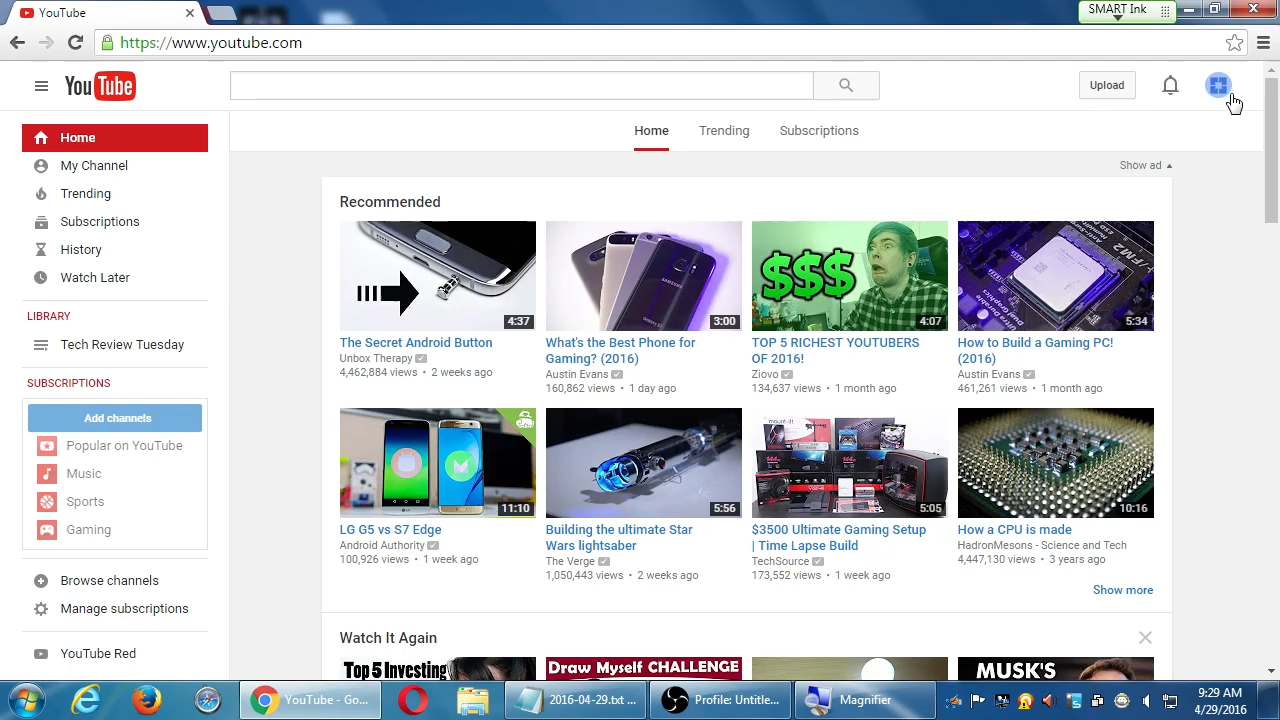 YouTube
SMART Ink
https://www.youtube.com
YouTube
Upload
Home
Trending
Subscriptions
Show ad
Home
My Channel
Trending
Subscriptions
History
Watch Later
LIBRARY
Tech Review Tuesday
SUBSCRIPTIONS
Add channels
Popular on YouTube
Music
Sports
Gaming
Browse channels
Manage subscriptions
YouTube Red
Recommended
4:37
The Secret Android Button
Unbox Therapy
4,462,884 views • 2 weeks ago
SAMSUNG
3:00
What's the Best Phone for
Gaming? (2016)
Austin Evans
160,862 views • 1 day ago
$$$
4:07
TOP 5 RICHEST YOUTUBERS
OF 2016!
Ziovo
134,637 views • 1 month ago
5:34
How to Build a Gaming PC!
(2016)
Austin Evans
461,261 views • 1 month ago
11:10
LG G5 vs S7 Edge
Android Authority
100,926 views • 1 week ago
5:56
Building the ultimate Star
Wars lightsaber
The Verge
1,050,443 views • 2 weeks ago
mount-it!
5:05
$3500 Ultimate Gaming Setup
| Time Lapse Build
TechSource
173,552 views • 1 week ago
10:16
How a CPU is made
HadronMesons - Science and Tech
4,447,130 views • 3 years ago
Show more
Watch It Again
Top 5 Investing
Draw Myself CHALLENGE
MUSK'S
YouTube - Go...
2016-04-29.txt ...
Profile: Untitle...
Magnifier
9:29 AM
4/29/2016